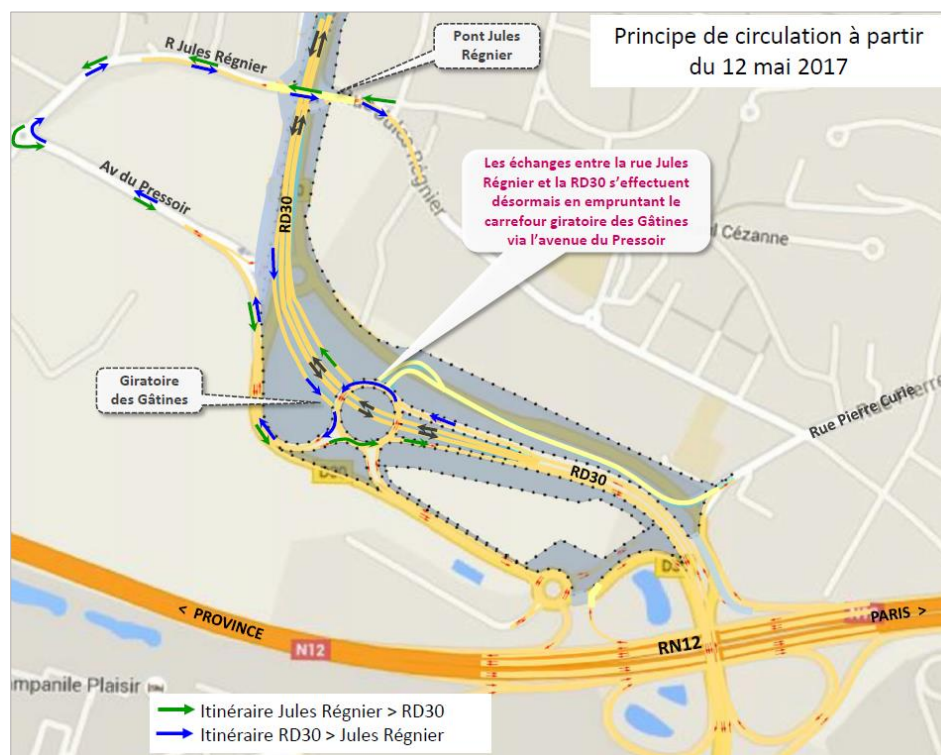 Principe de circulation à partir
du 12 mai 2017
Pont Jules
Régnier
R Jules Régnier
Jules Régnier
Av du Pressoir
RD30
Les échanges entre la rue Jules
Régnier et la RD30 s'effectuent
désormais en empruntant le
carrefour giratoire des Gâtines
via l'avenue du Pressoir
Cézanne
Giratoire
des Gâtines
Rue Pierre Curie
Rue Pierre
D30
RD30
< PROVINCE
N12
RN12
PARIS >
ampanile Plaisir
Itinéraire Jules Régnier > RD30
Itinéraire RD30 > Jules Régnier